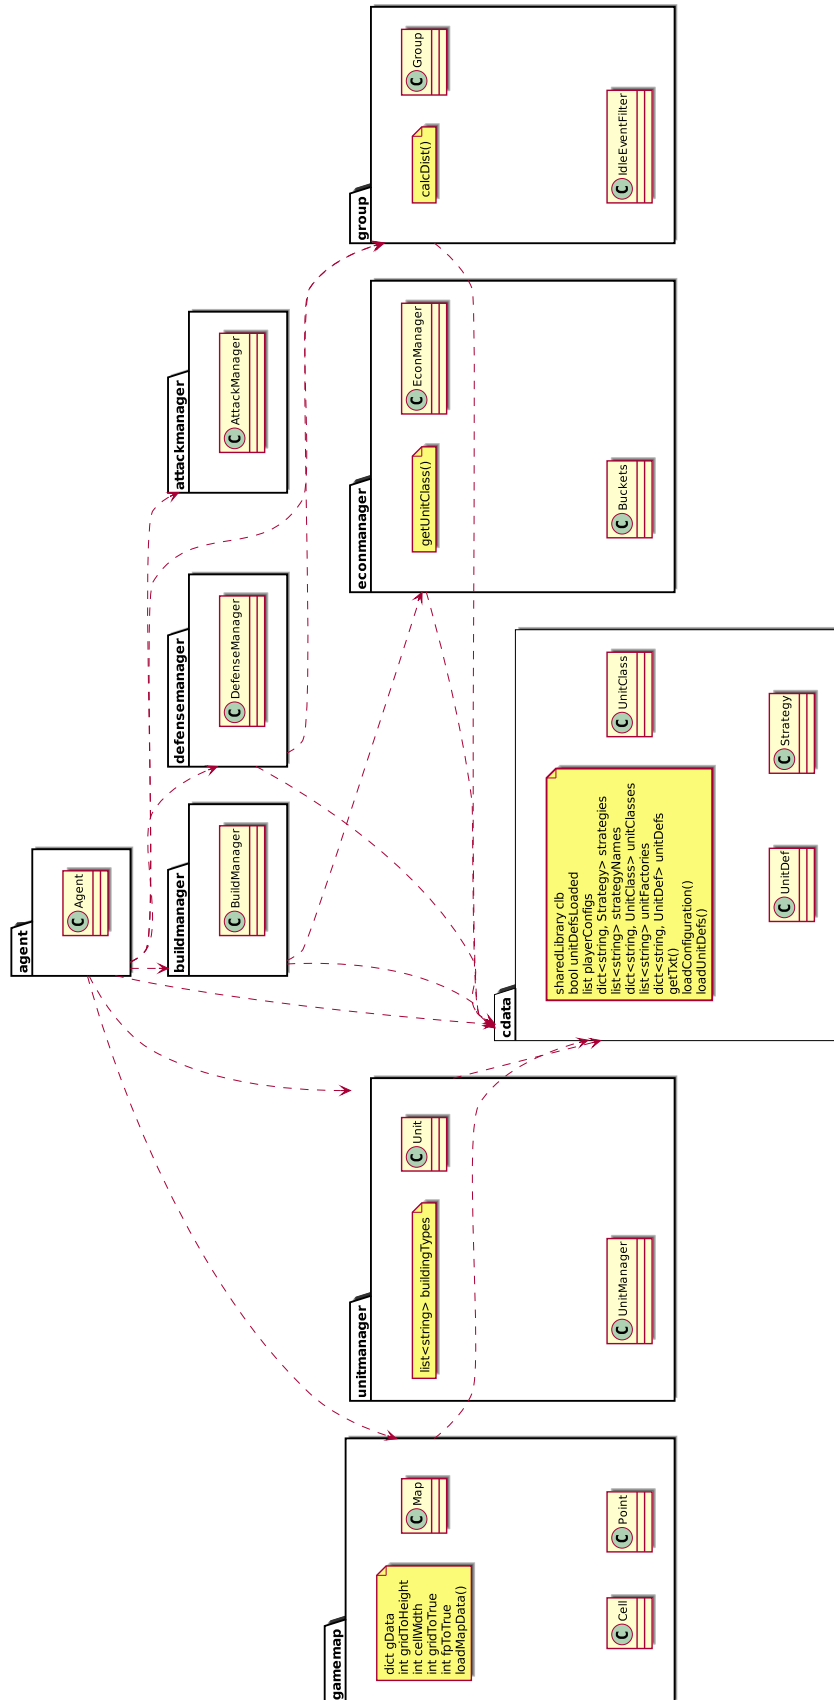 agent
C Agent
gamemap
dict gData
int gridToHeight
int cellWidth
int gridToTrue
int fpToTrue
loadMapData()
C Map
C Cell
C Point
unitmanager
list<string> buildingTypes
C Unit
C UnitManager
buildmanager
C BuildManager
defensemanager
C DefenseManager
attackmanager
C AttackManager
cdata
sharedLibrary clb
bool unitDefsLoaded
list playerConfigs
dict<string, Strategy> strategies
list<string> strategyNames
dict<string, UnitClass> unitClasses
list<string> unitFactories
dict<string, UnitDef> unitDefs
getTxt()
loadConfiguration()
loadUnitDefs()
C UnitClass
C UnitDef
C Strategy
econmanager
getUnitClass()
C EconManager
C Buckets
group
calcDist()
C Group
C IdleEventFilter